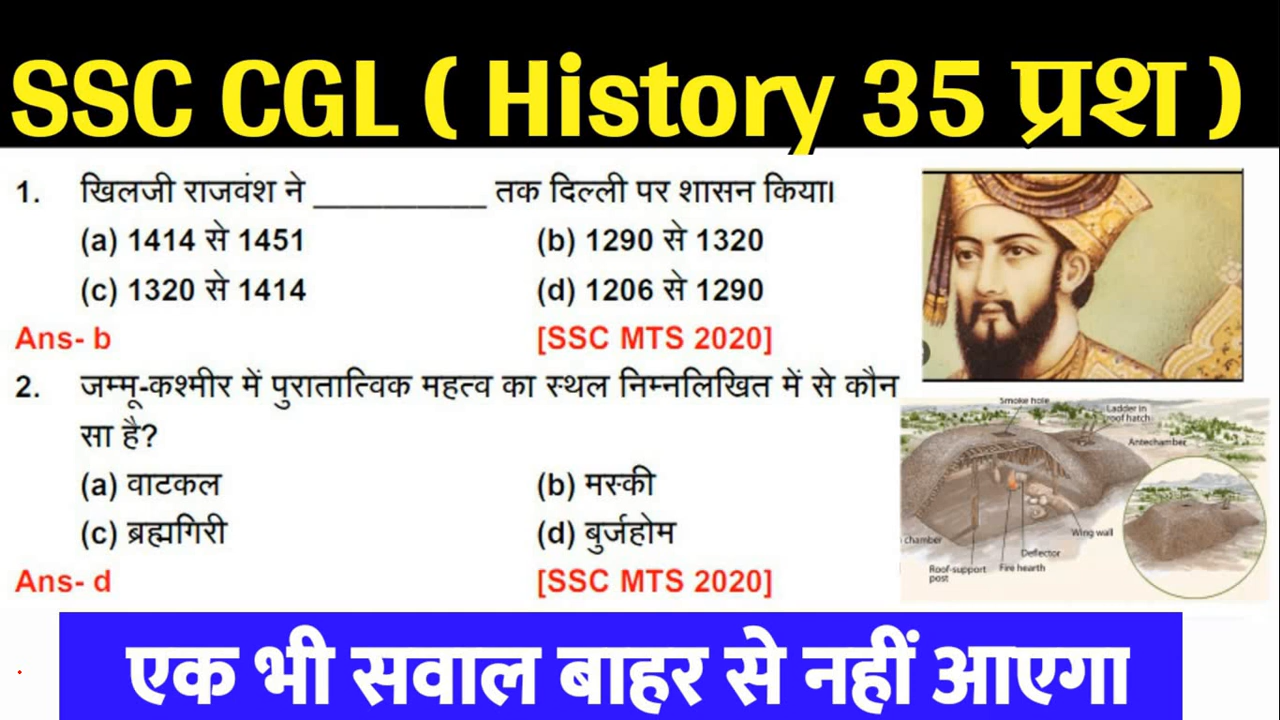 SSC CGL ( History 35 प्रश )
1. खिलजी राजवंश ने __________ तक दिल्ली पर शासन किया।
(a) 1414 से 1451 (b) 1290 से 1320
(c) 1320 से 1414 (d) 1206 से 1290
Ans- b [SSC MTS 2020]
2. जम्मू-कश्मीर में पुरातात्विक महत्व का स्थल निम्नलिखित में से कौन
सा है?
(a) वाटकल (b) मस्की
(c) ब्रह्मगिरी (d) बुर्जहोम
Ans- d [SSC MTS 2020]
Smoke hole
Ladder in
roof hatch
Antechamber
Wing wall
chamber
Deflector
Roof-support
post
Fire hearth
एक भी सवाल बाहर से नहीं आएगा